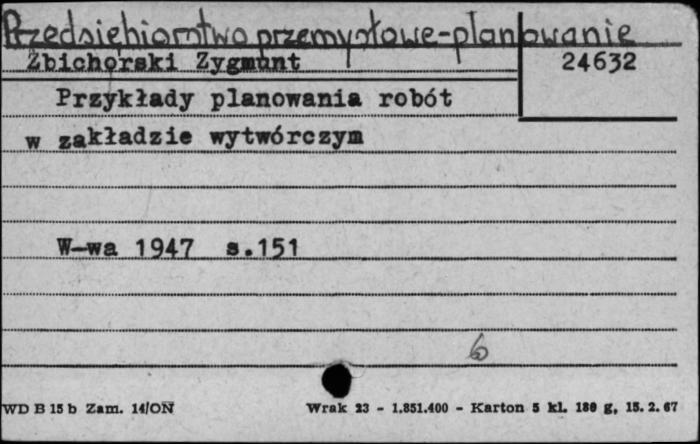 Przedsiębiorstwo przemysłowe-planowanie
Zbichorski Zygmunt
24632
Przykłady planowania robót
w zakładzie wytwórczym
W-wa 1947 s.151
6
WD B 15 b Zam. 14/ON
Wrak 23 - 1.851.400 - Karton 5 kl. 180 g, 15. 2. 67